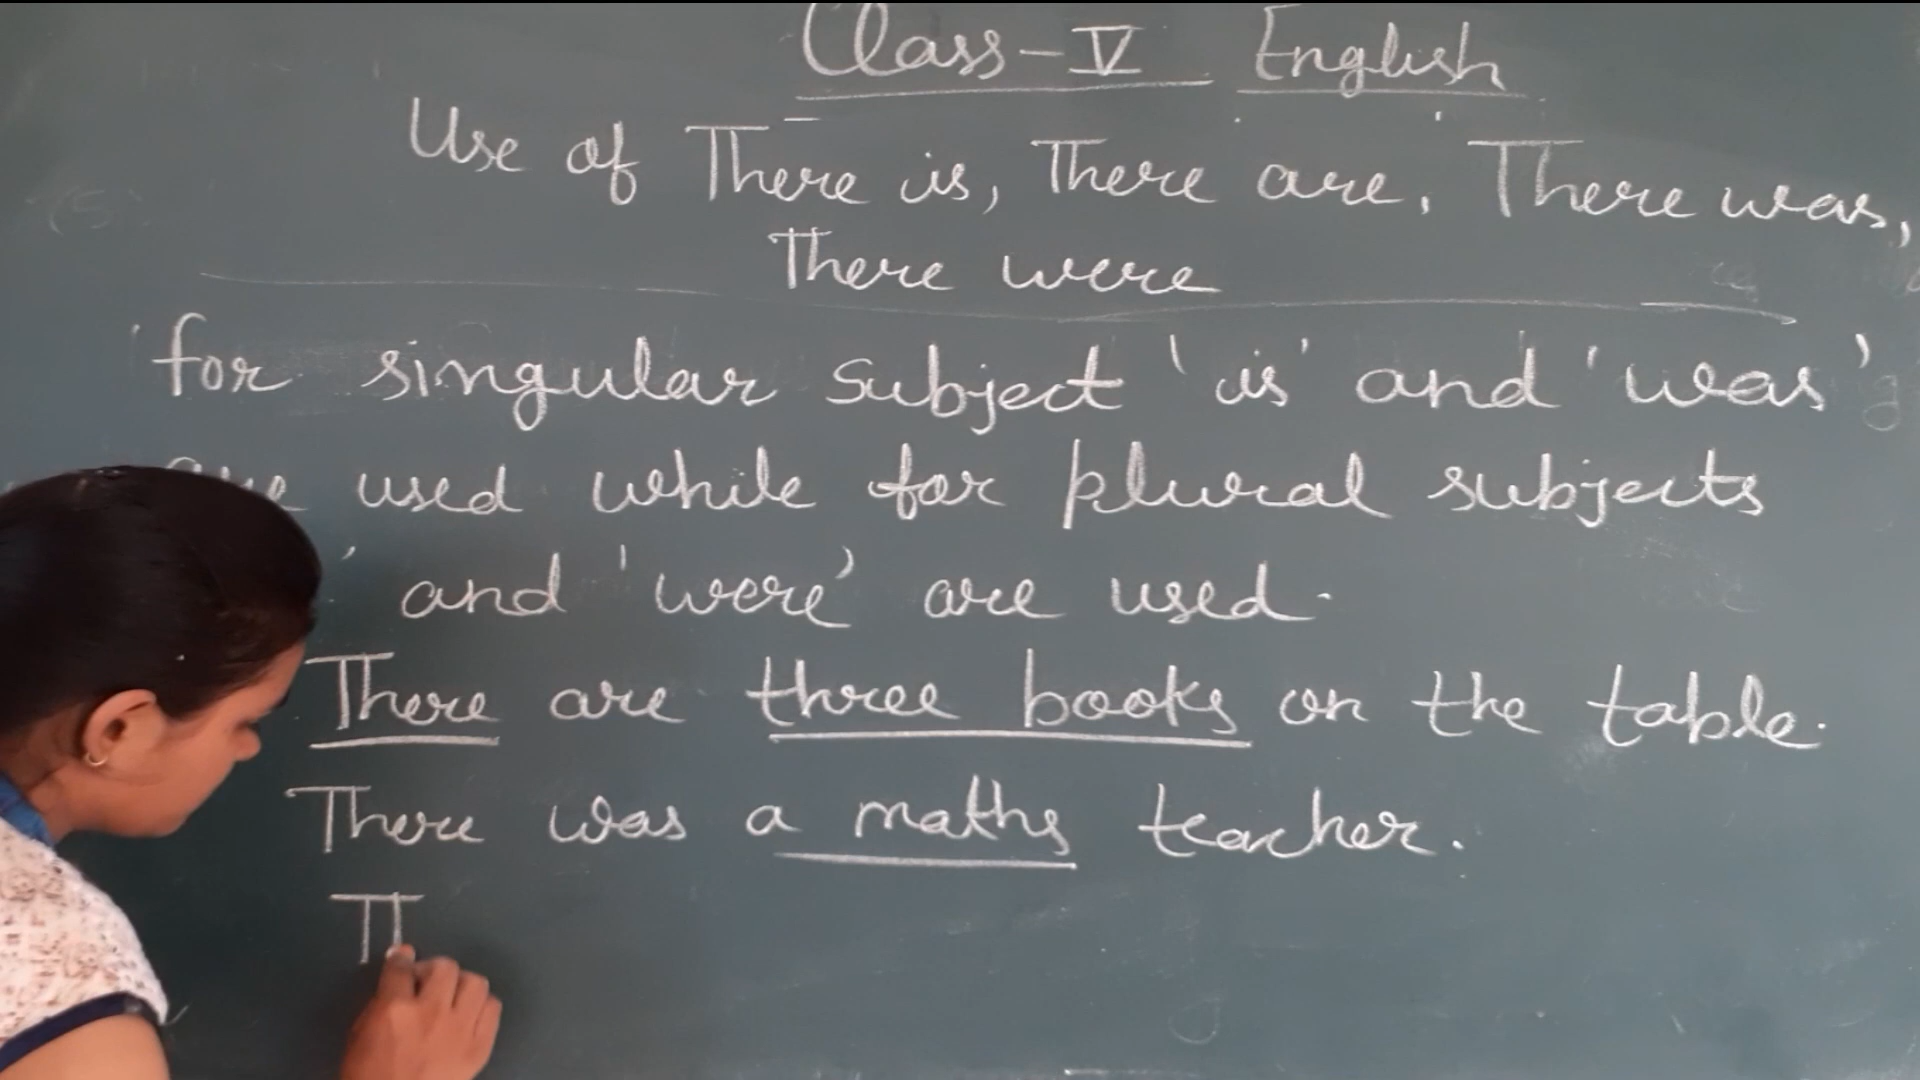 Class-V English
Use of There is, There are, There was,
There were
for singular subject 'is' and 'was'
are used while for plural subjects
' and 'were' are used.
There are three books on the table.
There was a maths teacher.
T